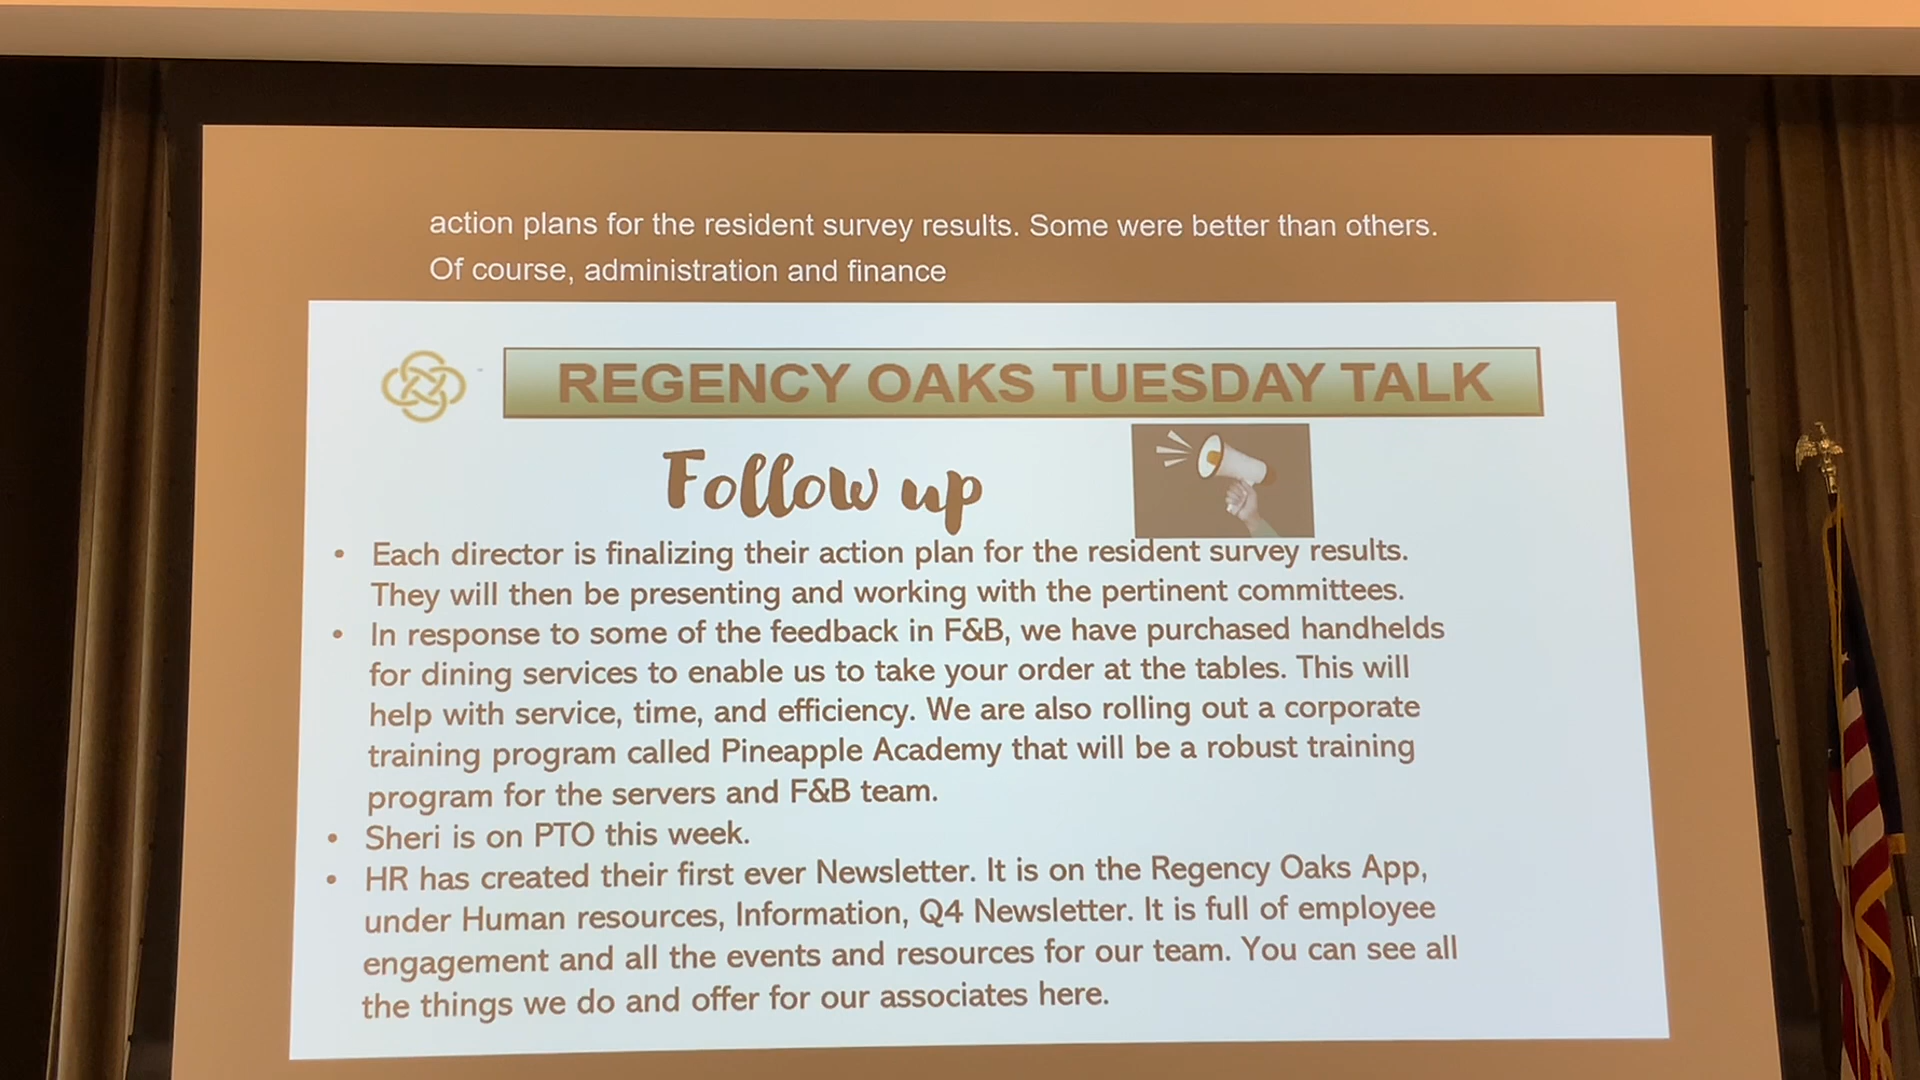 action plans for the resident survey results. Some were better than others.
Of course, administration and finance
REGENCY OAKS TUESDAY TALK
Follow up
• Each director is finalizing their action plan for the resident survey results.
They will then be presenting and working with the pertinent committees.
• In response to some of the feedback in F&B, we have purchased handhelds
for dining services to enable us to take your order at the tables. This will
help with service, time, and efficiency. We are also rolling out a corporate
training program called Pineapple Academy that will be a robust training
program for the servers and F&B team.
• Sheri is on PTO this week.
• HR has created their first ever Newsletter. It is on the Regency Oaks App,
under Human resources, Information, Q4 Newsletter. It is full of employee
engagement and all the events and resources for our team. You can see all
the things we do and offer for our associates here.